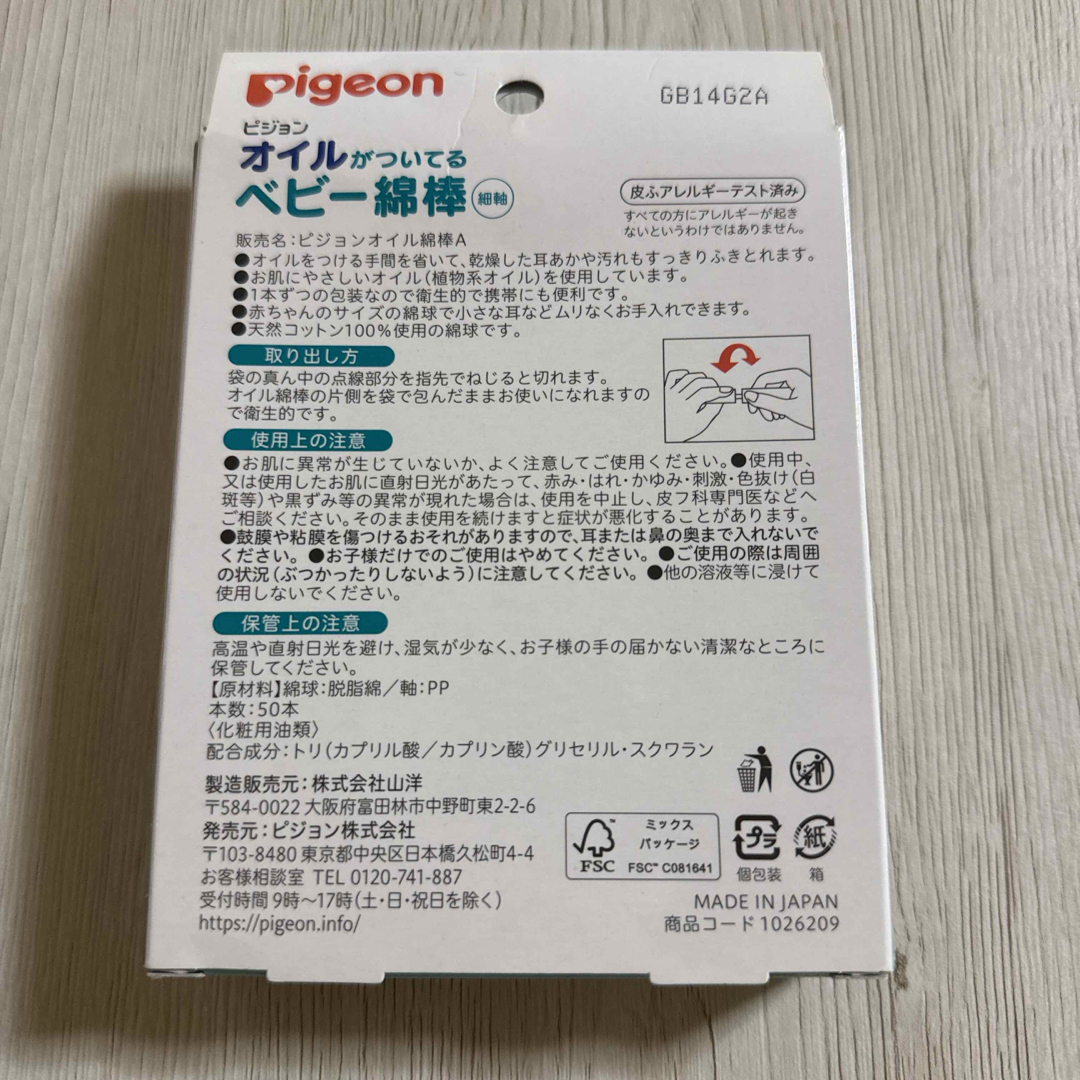 pigeon
GB14G2A
ピジョン
オイルがついてる
ベビー綿棒 細軸
皮ふアレルギーテスト済み
すべての方にアレルギーが起き
ないというわけではありません。
販売名:ピジョンオイル綿棒A
●オイルをつける手間を省いて、乾燥した耳あかや汚れもすっきりふきとれます。
●お肌にやさしいオイル(植物系オイル)を使用しています。
●1本ずつの包装なので衛生的で携帯にも便利です。
●赤ちゃんのサイズの綿球で小さな耳などムリなくお手入れできます。
●天然コットン100%使用の綿球です。
取り出し方
袋の真ん中の点線部分を指先でねじると切れます。
オイル綿棒の片側を袋で包んだままお使いになれますの
で衛生的です。
使用上の注意
●お肌に異常が生じていないか、よく注意してご使用ください。●使用中、
又は使用したお肌に直射日光があたって、赤み・はれ・かゆみ・刺激・色抜け(白
斑等)や黒ずみ等の異常が現れた場合は、使用を中止し、皮フ科専門医などへ
ご相談ください。そのまま使用を続けますと症状が悪化することがあります。
●鼓膜や粘膜を傷つけるおそれがありますので、耳または鼻の奥まで入れないで
ください。●お子様だけでのご使用はやめてください。●ご使用の際は周囲
の状況(ぶつかったりしないよう)に注意してください。●他の溶液等に浸けて
使用しないでください。
保管上の注意
高温や直射日光を避け、湿気が少なく、お子様の手の届かない清潔なところに
保管してください。
【原材料】綿球:脱脂綿/軸:PP
本数:50本
〈化粧用油類〉
配合成分:トリ(カプリル酸/カプリン酸)グリセリル・スクワラン
製造販売元:株式会社山洋
〒584-0022 大阪府富田林市中野町東2-2-6
発売元:ピジョン株式会社
〒103-8480 東京都中央区日本橋久松町4-4
お客様相談室 TEL 0120-741-887
受付時間 9時〜17時(土・日・祝日を除く)
https://pigeon.info/
FSC
ミックス
パッケージ
FSC™ C081641
プラ
個包装
紙
箱
MADE IN JAPAN
商品コード 1026209